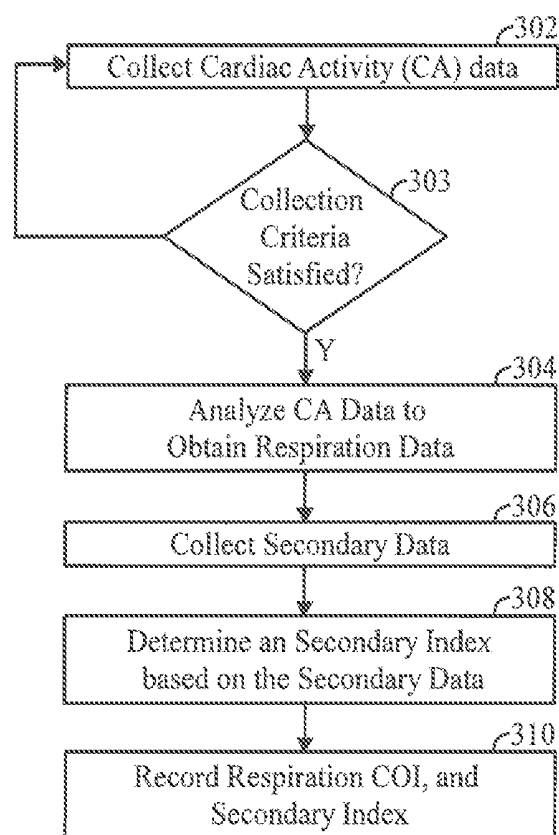 302
Collect Cardiac Activity (CA) data
303
Collection
Criteria
Satisfied?
Y
304
Analyze CA Data to
Obtain Respiration Data
306
Collect Secondary Data
308
Determine an Secondary Index
based on the Secondary Data
310
Record Respiration COI, and
Secondary Index